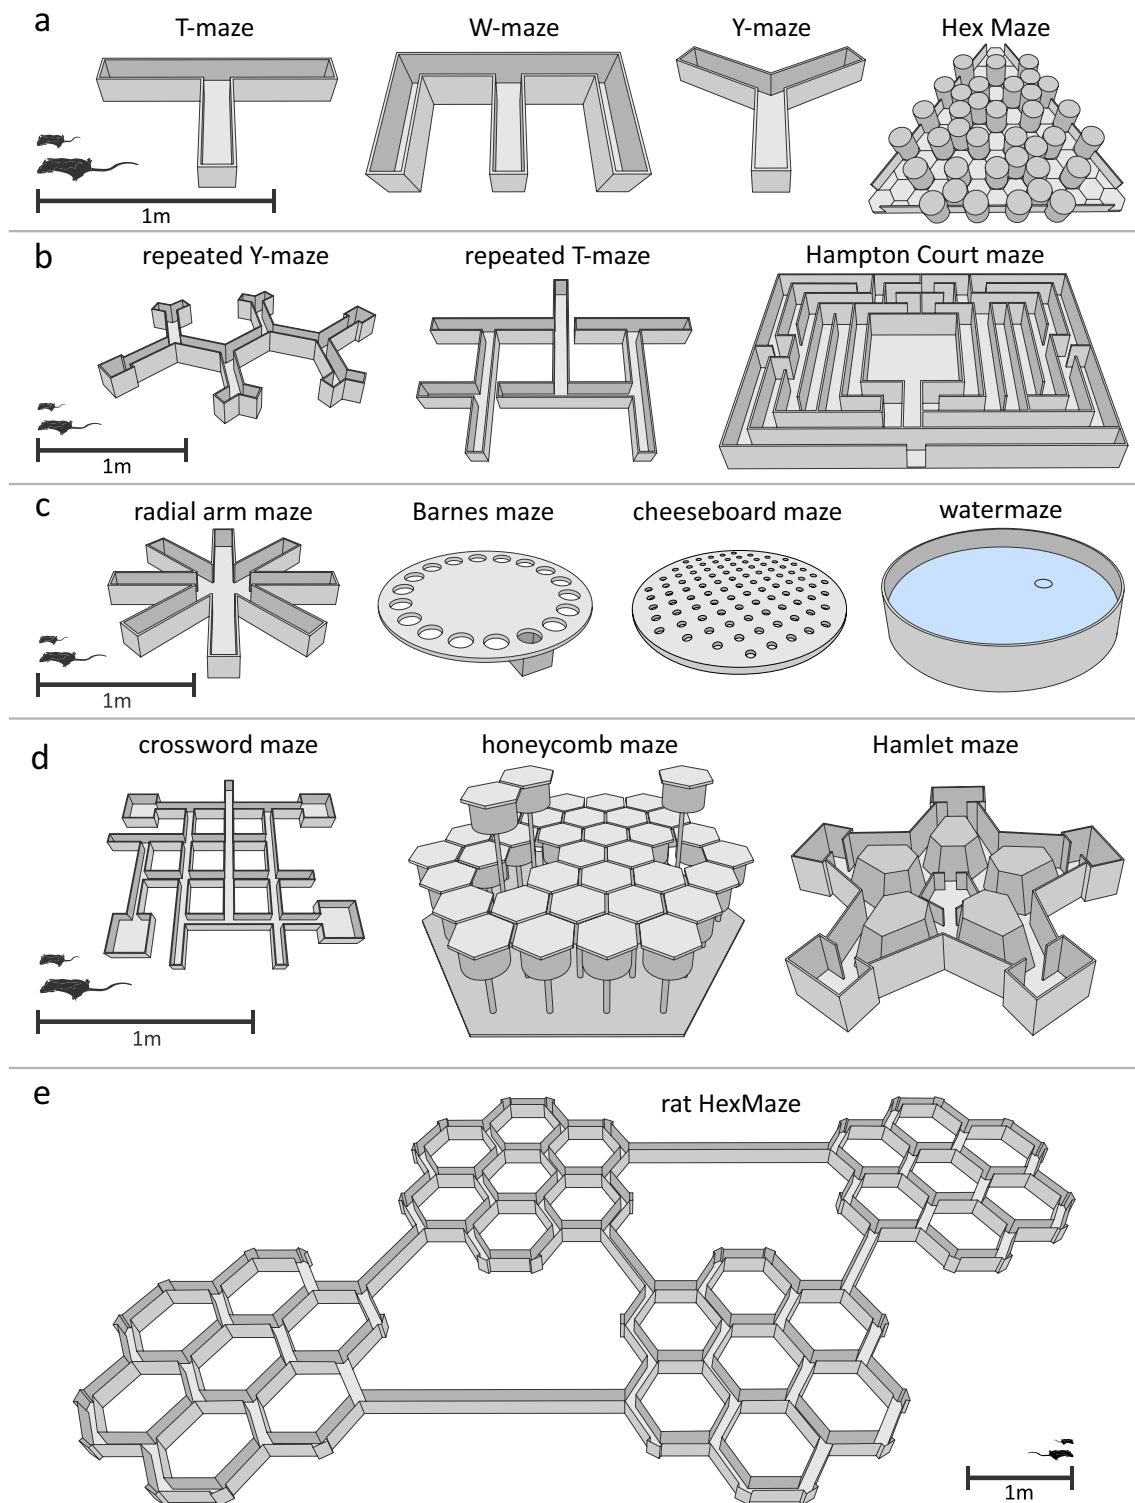 a
T-maze
W-maze
Y-maze
Hex Maze
1m
b
repeated Y-maze
repeated T-maze
Hampton Court maze
1m
c
radial arm maze
Barnes maze
cheeseboard maze
watermaze
1m
d
crossword maze
honeycomb maze
Hamlet maze
1m
e
rat HexMaze
1m